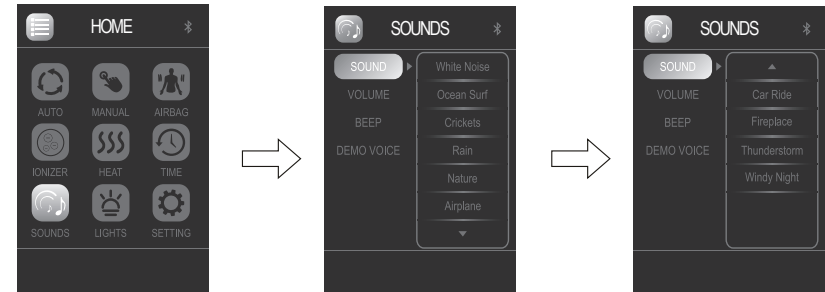 HOME
AUTO MANUAL AIRBAG
IONIZER HEAT TIME
SOUNDS LIGHTS SETTING
SOUNDS
SOUND
VOLUME
BEEP
DEMO VOICE
White Noise
Ocean Surf
Crickets
Rain
Nature
Airplane
SOUNDS
SOUND
VOLUME
BEEP
DEMO VOICE
Car Ride
Fireplace
Thunderstorm
Windy Night